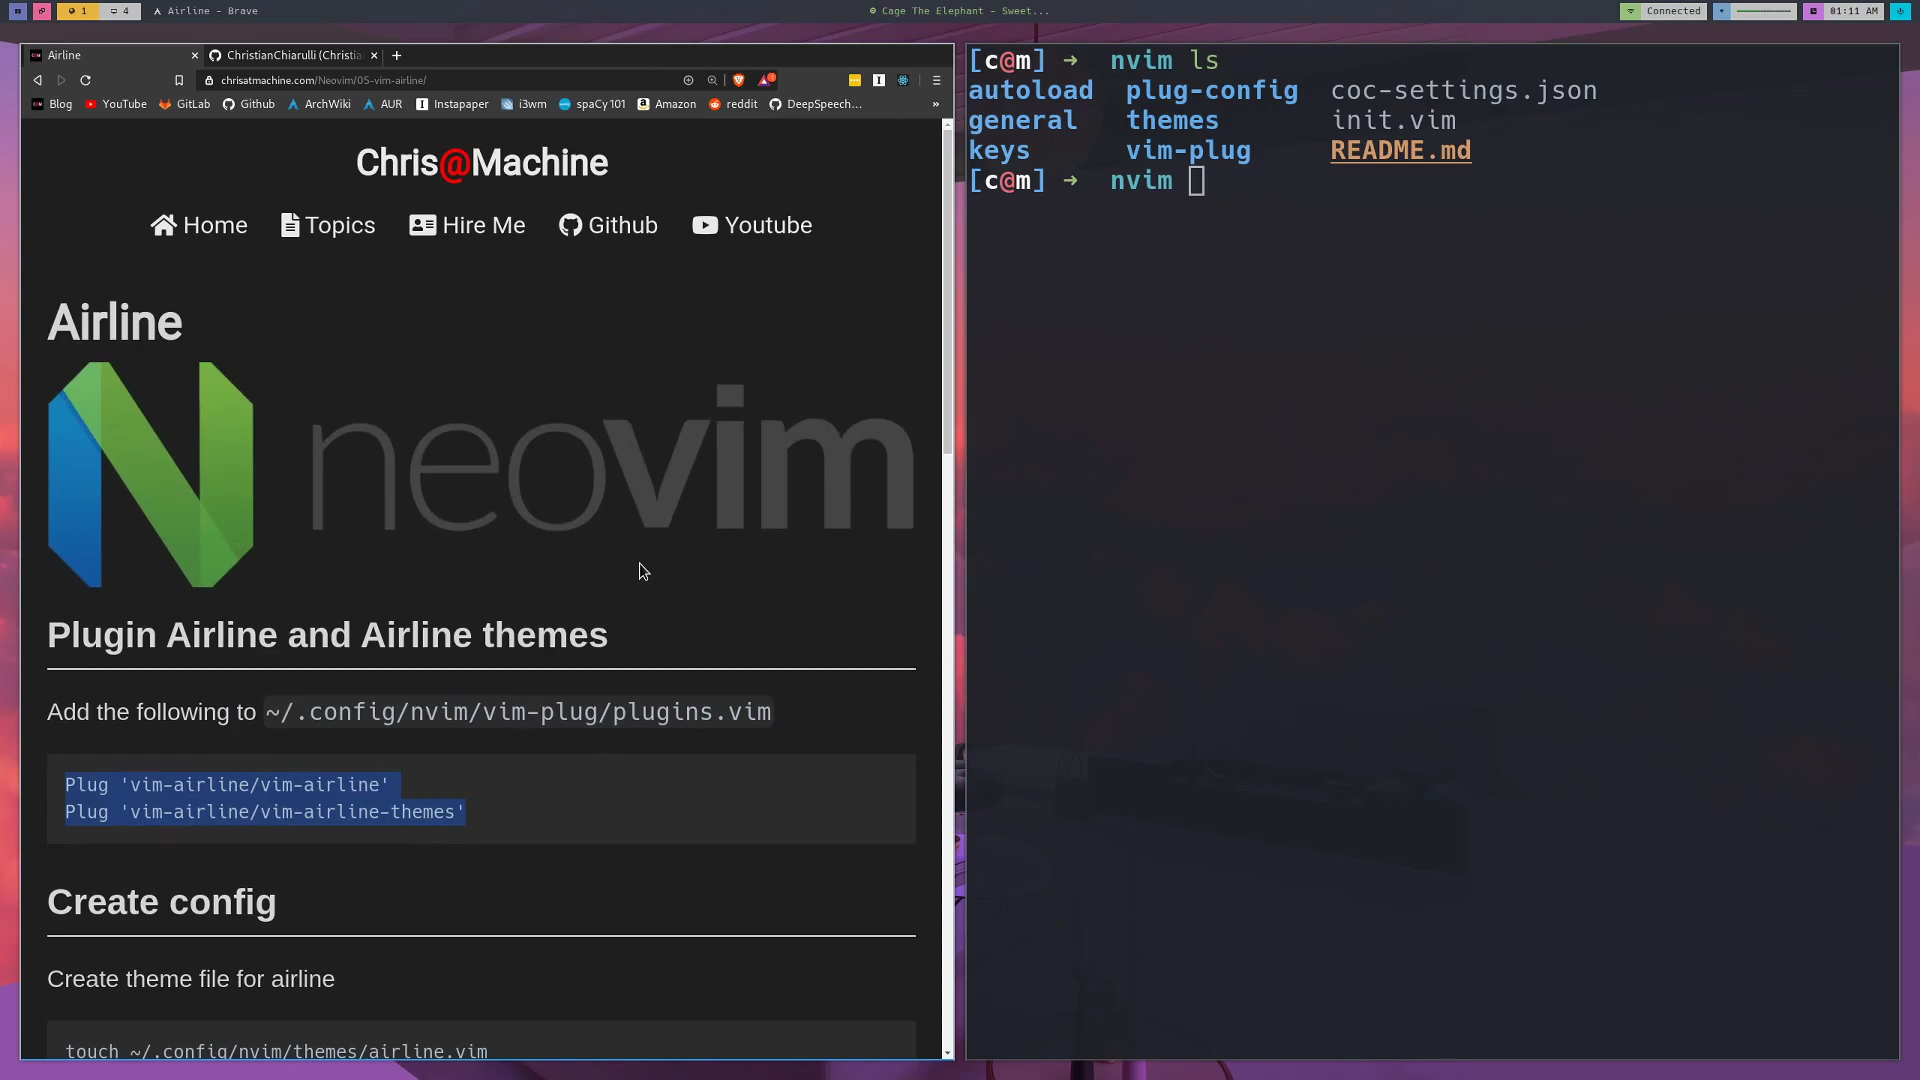 1
4
Airline - Brave
Cage The Elephant - Sweet...
Connected
01:11 AM
Airline
ChristianChiarulli (Christia
chrisatmachine.com/Neovim/05-vim-airline/
Blog YouTube GitLab Github ArchWiki AUR Instapaper i3wm spaCy101 Amazon reddit DeepSpeech... »
Chris@Machine
Home Topics Hire Me Github Youtube
Airline
neovim
Plugin Airline and Airline themes
Add the following to ~/.config/nvim/vim-plug/plugins.vim
Plug 'vim-airline/vim-airline'
Plug 'vim-airline/vim-airline-themes'
Create config
Create theme file for airline
touch ~/.config/nvim/themes/airline.vim
[c@m] → nvim ls
autoload plug-config coc-settings.json
general themes init.vim
keys vim-plug README.md
[c@m] → nvim